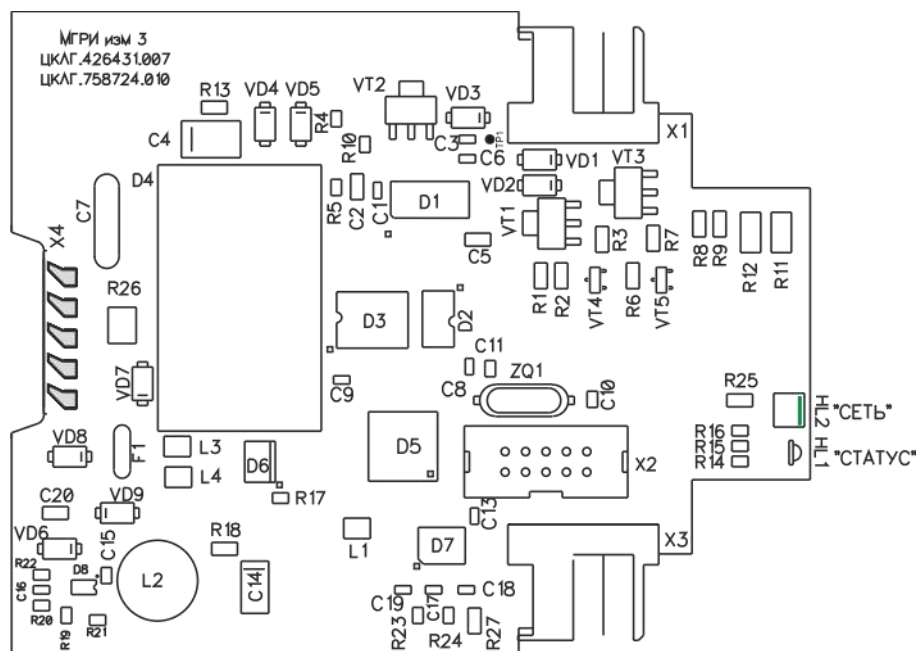 МГРИ изм 3
ЦКЛГ.426431.007
ЦКЛГ.758724.010
R13
VD4
VD5
VT2
VD3
R4
C4
R10
C3
TP1
C6
X1
VD1
VT3
D4
VD2
C7
R5
C2
C1
D1
VT1
X4
C5
R3
R7
R8
R9
R12
R11
R26
R1
R2
VT4
R6
VT5
D3
D2
C11
VD7
C9
C8
ZQ1
C10
R25
HL2 "СЕТЬ"
VD8
F1
L3
D6
D5
R16
R15
R14
HL1 "СТАТУС"
L4
X2
R17
C20
VD9
C13
VD6
C15
R18
L1
D7
X3
R22
D8
C16
L2
C14
R20
C19
C17
C18
R19
R21
R23
R24
R27